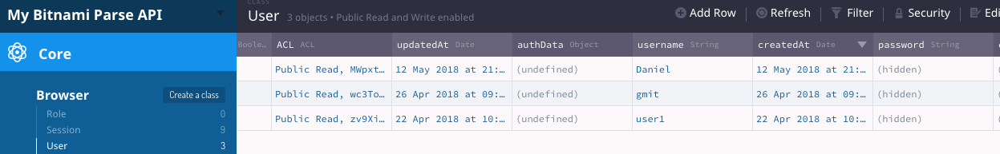 CLASS
My Bitnami Parse API
User 3 objects • Public Read and Write enabled
Add Row Refresh Filter Security Edi
Boole… ACL ACL updatedAt Date authData Object username String createdAt Date password String
Core
Public Read, MWpxt… 12 May 2018 at 21:… (undefined) Daniel 12 May 2018 at 21:… (hidden)
Browser Create a class
Public Read, wc3To… 26 Apr 2018 at 09:… (undefined) gmit 26 Apr 2018 at 09:… (hidden)
Role 0
Public Read, zv9Xi… 22 Apr 2018 at 10:… (undefined) user1 22 Apr 2018 at 10:… (hidden)
Session 9
User 3